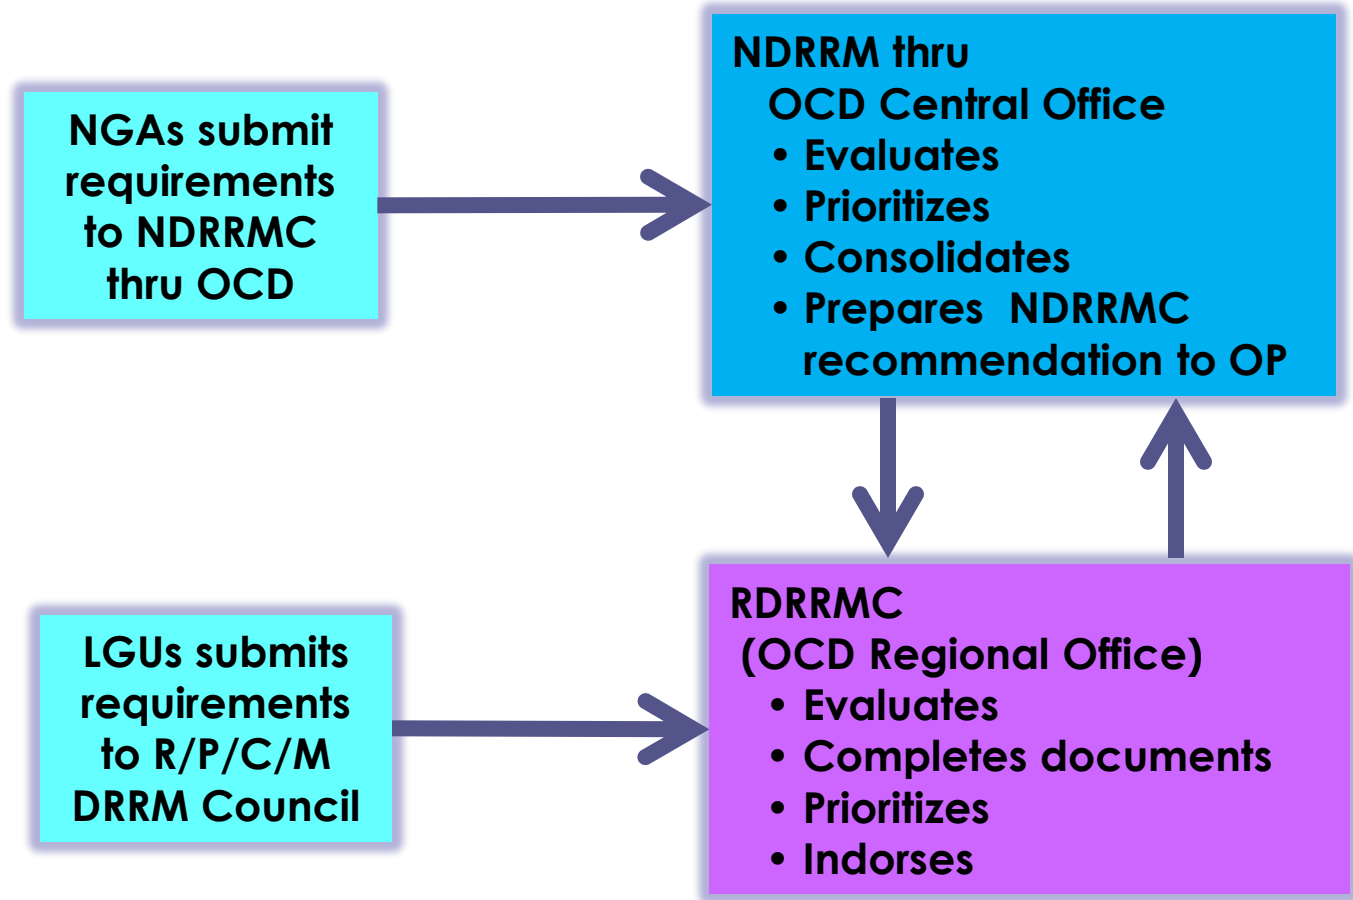 NGAs submit
requirements
to NDRRMC
thru OCD
NDRRM thru
OCD Central Office
• Evaluates
• Prioritizes
• Consolidates
• Prepares NDRRMC
recommendation to OP
LGUs submits
requirements
to R/P/C/M
DRRM Council
RDRRMC
(OCD Regional Office)
• Evaluates
• Completes documents
• Prioritizes
• Indorses